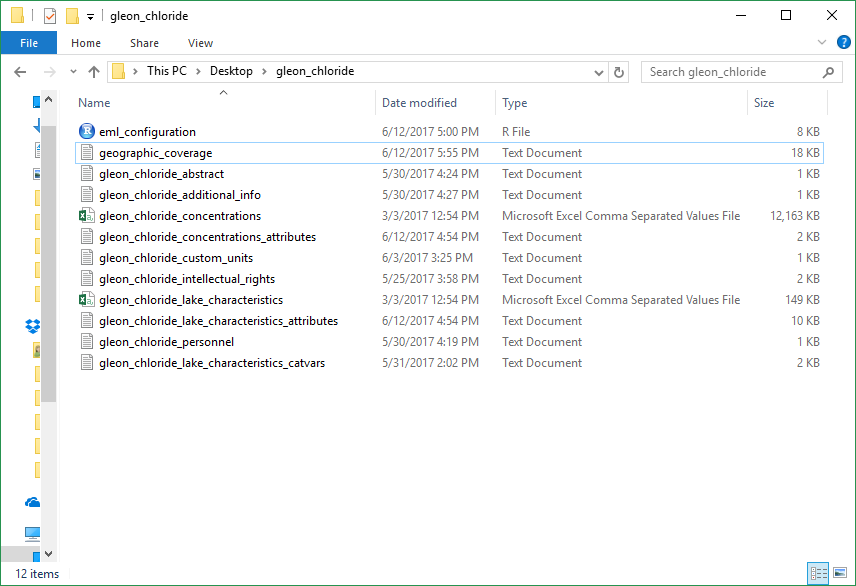 gleon_chloride
File Home Share View
This PC Desktop gleon_chloride Search gleon_chloride
Name Date modified Type Size
eml_configuration 6/12/2017 5:00 PM R File 8 KB
geographic_coverage 6/12/2017 5:55 PM Text Document 18 KB
gleon_chloride_abstract 5/30/2017 4:24 PM Text Document 1 KB
gleon_chloride_additional_info 5/30/2017 4:27 PM Text Document 1 KB
gleon_chloride_concentrations 3/3/2017 12:54 PM Microsoft Excel Comma Separated Values File 12,163 KB
gleon_chloride_concentrations_attributes 6/12/2017 4:54 PM Text Document 2 KB
gleon_chloride_custom_units 6/3/2017 3:25 PM Text Document 1 KB
gleon_chloride_intellectual_rights 5/25/2017 3:58 PM Text Document 2 KB
gleon_chloride_lake_characteristics 3/3/2017 12:54 PM Microsoft Excel Comma Separated Values File 149 KB
gleon_chloride_lake_characteristics_attributes 6/12/2017 4:54 PM Text Document 10 KB
gleon_chloride_personnel 5/30/2017 4:19 PM Text Document 1 KB
gleon_chloride_lake_characteristics_catvars 5/31/2017 2:02 PM Text Document 2 KB
12 items